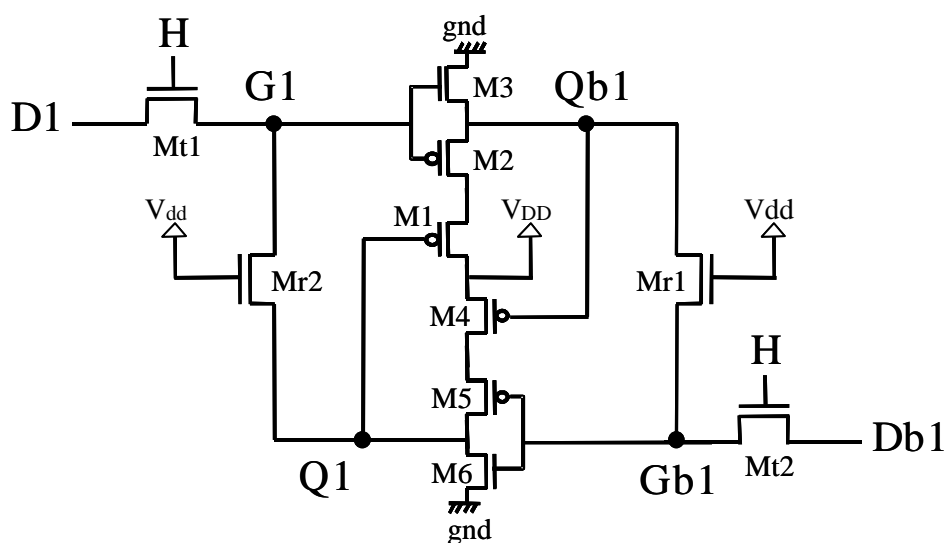 gnd
H
G1
M3
Qb1
D1
Mt1
M2
Vdd
M1
VDD
Vdd
Mr2
Mr1
M4
H
M5
Q1
M6
Gb1
Mt2
Db1
gnd